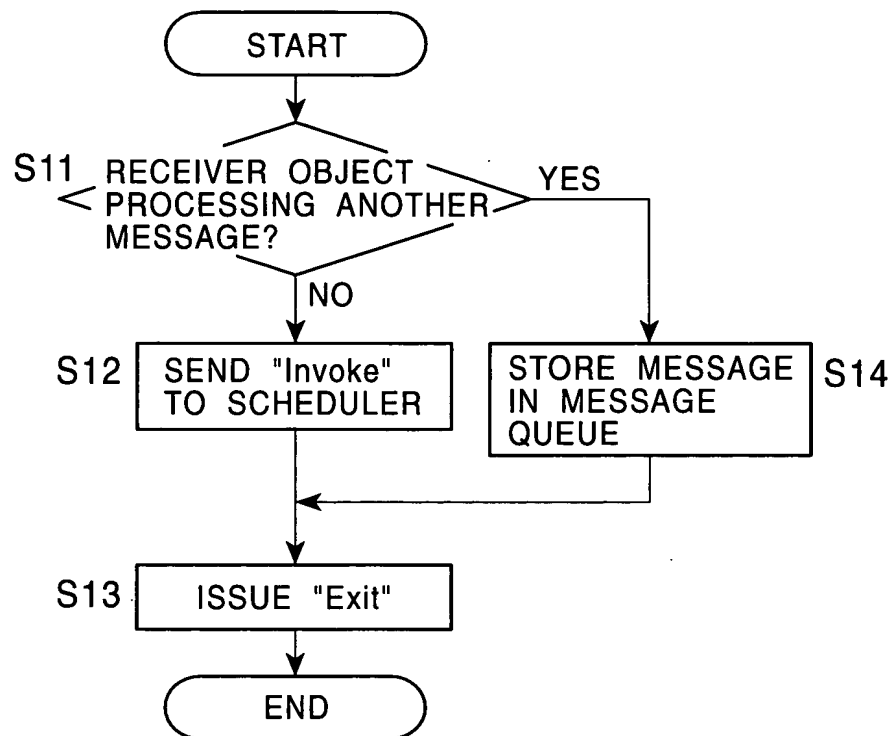 START
S11
RECEIVER OBJECT
PROCESSING ANOTHER
MESSAGE?
YES
NO
S12
SEND "Invoke"
TO SCHEDULER
STORE MESSAGE
IN MESSAGE
QUEUE
S14
S13
ISSUE "Exit"
END